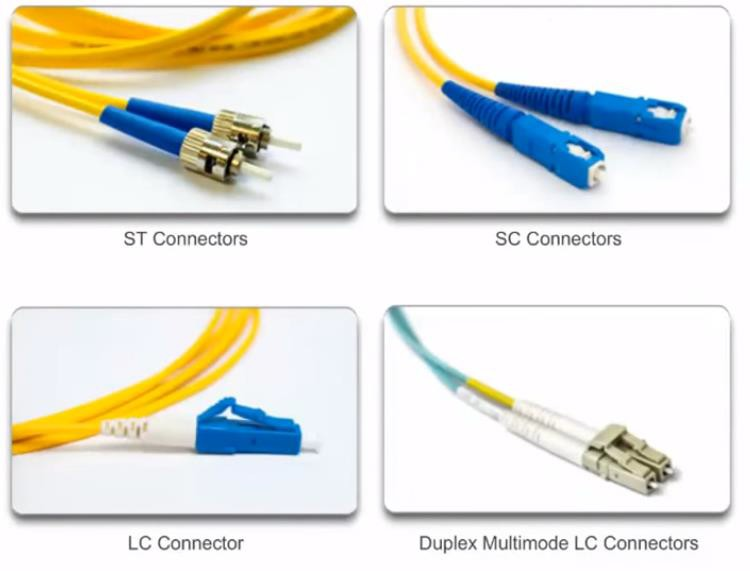 ST Connectors
SC Connectors
LC Connector
Duplex Multimode LC Connectors